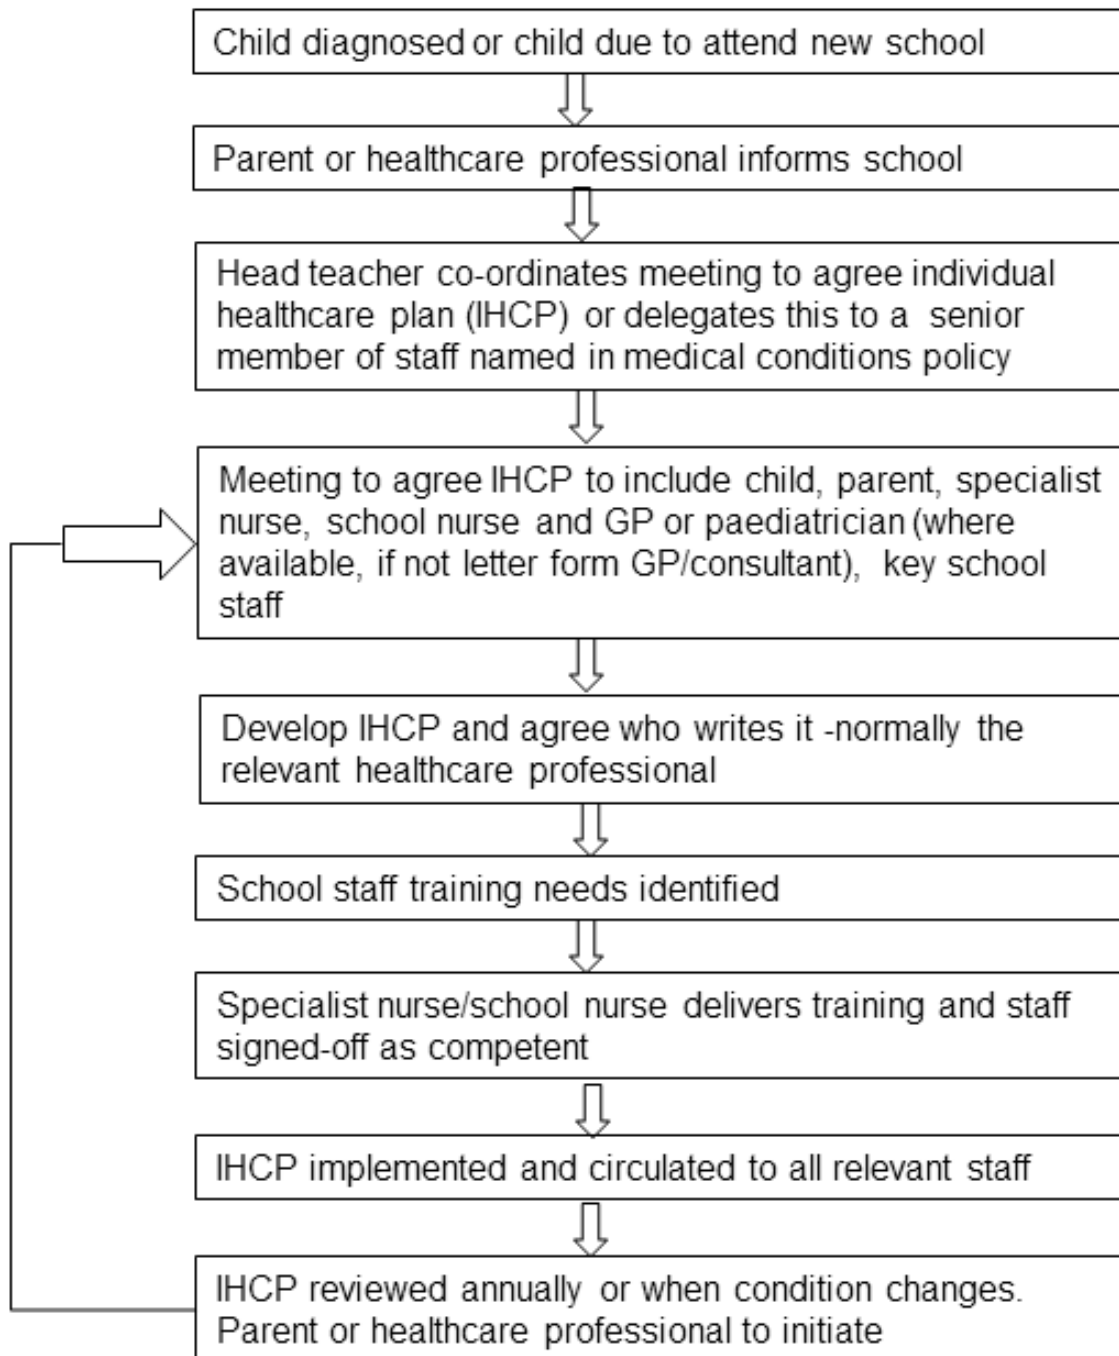 Child diagnosed or child due to attend new school
Parent or healthcare professional informs school
Head teacher co-ordinates meeting to agree individual
healthcare plan (IHCP) or delegates this to a senior
member of staff named in medical conditions policy
Meeting to agree IHCP to include child, parent, specialist
nurse, school nurse and GP or paediatrician (where
available, if not letter form GP/consultant), key school
staff
Develop IHCP and agree who writes it -normally the
relevant healthcare professional
School staff training needs identified
Specialist nurse/school nurse delivers training and staff
signed-off as competent
IHCP implemented and circulated to all relevant staff
IHCP reviewed annually or when condition changes.
Parent or healthcare professional to initiate